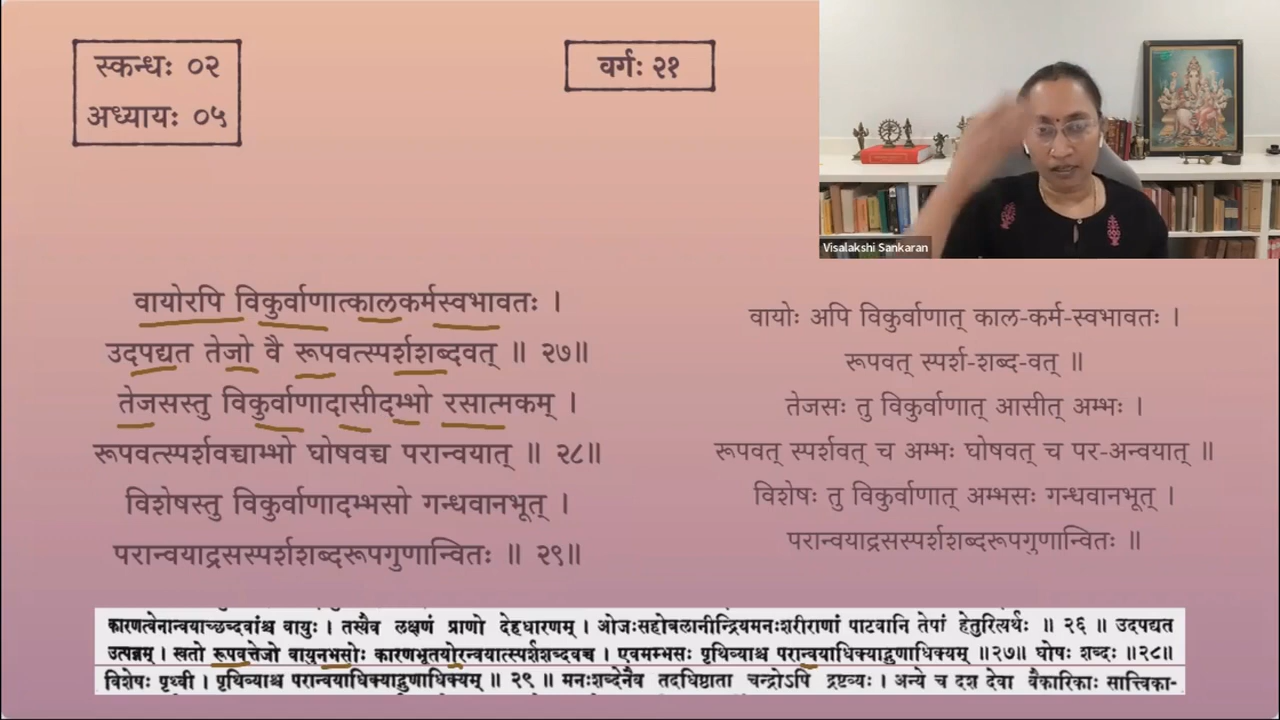 स्कन्धः ०२
अध्यायः ०५
वर्गः २१
Visalakshi Sankaran
वायोरपि विकुर्वाणात्कालकर्मस्वभावतः ।
उदपद्यत तेजो वै रूपवत्स्पर्शशब्दवत् ॥ २७॥
तेजसस्तु विकुर्वाणादासीदम्भो रसात्मकम् ।
रूपवत्स्पर्शवच्चाम्भो घोषवच्च परान्वयात् ॥ २८॥
विशेषस्तु विकुर्वाणादम्भसो गन्धवानभूत् ।
परान्वयाद्रसस्पर्शशब्दरूपगुणान्वितः ॥ २९॥
वायोः अपि विकुर्वाणात् काल-कर्म-स्वभावतः ।
रूपवत् स्पर्श-शब्द-वत् ॥
तेजसः तु विकुर्वाणात् आसीत् अम्भः ।
रूपवत् स्पर्शवत् च अम्भः घोषवत् च पर-अन्वयात् ॥
विशेषः तु विकुर्वाणात् अम्भसः गन्धवानभूत् ।
परान्वयाद्रसस्पर्शशब्दरूपगुणान्वितः ॥
कारणत्वेनान्वयाच्छब्दवांश्च वायुः । तस्यैव लक्षणं प्राणो देहधारणम् । ओजःसहोबलानीन्द्रियमनःशरीराणां पाटवानि तेषां हेतुरित्यर्थः ॥ २६ ॥ उदपद्यत
उत्पन्नम् । स्वतो रूपवत्तेजो वायुनभसोः कारणभूतयोरन्वयात्स्पर्शशब्दवच्च । एवमम्भसः पृथिव्याश्च परान्वयाधिक्याद्गुणाधिक्यम् ॥२७॥ घोषः शब्दः ॥२८॥
विशेषः पृथ्वी । पृथिव्याश्च परान्वयाधिक्याद्गुणाधिक्यम् ॥ २९ ॥ मनःशब्देनैव तदधिष्ठाता चन्द्रोऽपि द्रष्टव्यः । अन्ये च दश देवा वैकारिकाः सात्त्विका-